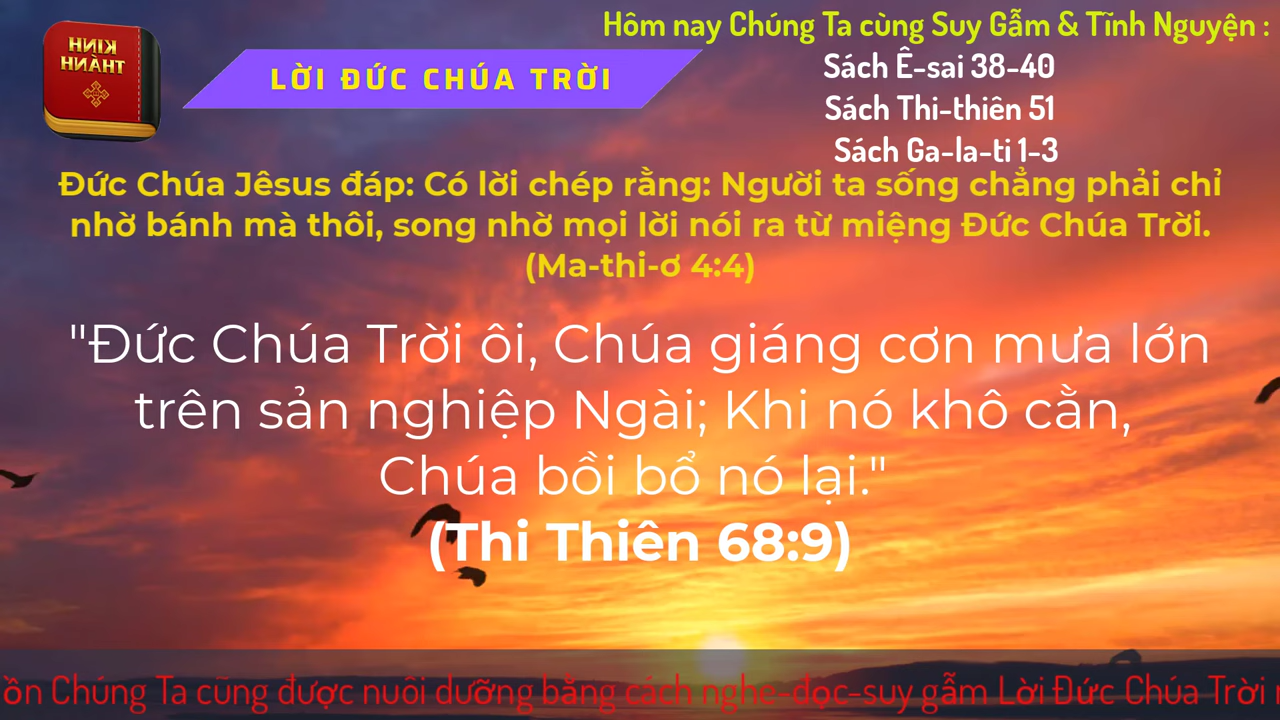 KINH
THÁNH
LỜI ĐỨC CHÚA TRỜI
Hôm nay Chúng Ta cùng Suy Gẫm & Tĩnh Nguyện :
Sách Ê-sai 38-40
Sách Thi-thiên 51
Sách Ga-la-ti 1-3
Đức Chúa Jêsus đáp: Có lời chép rằng: Người ta sống chẳng phải chỉ
nhờ bánh mà thôi, song nhờ mọi lời nói ra từ miệng Đức Chúa Trời.
(Ma-thi-ơ 4:4)
"Đức Chúa Trời ôi, Chúa giáng cơn mưa lớn
trên sản nghiệp Ngài; Khi nó khô cằn,
Chúa bồi bổ nó lại."
(Thi Thiên 68:9)
ồn Chúng Ta cũng được nuôi dưỡng bằng cách nghe-đọc-suy gẫm Lời Đức Chúa Trời